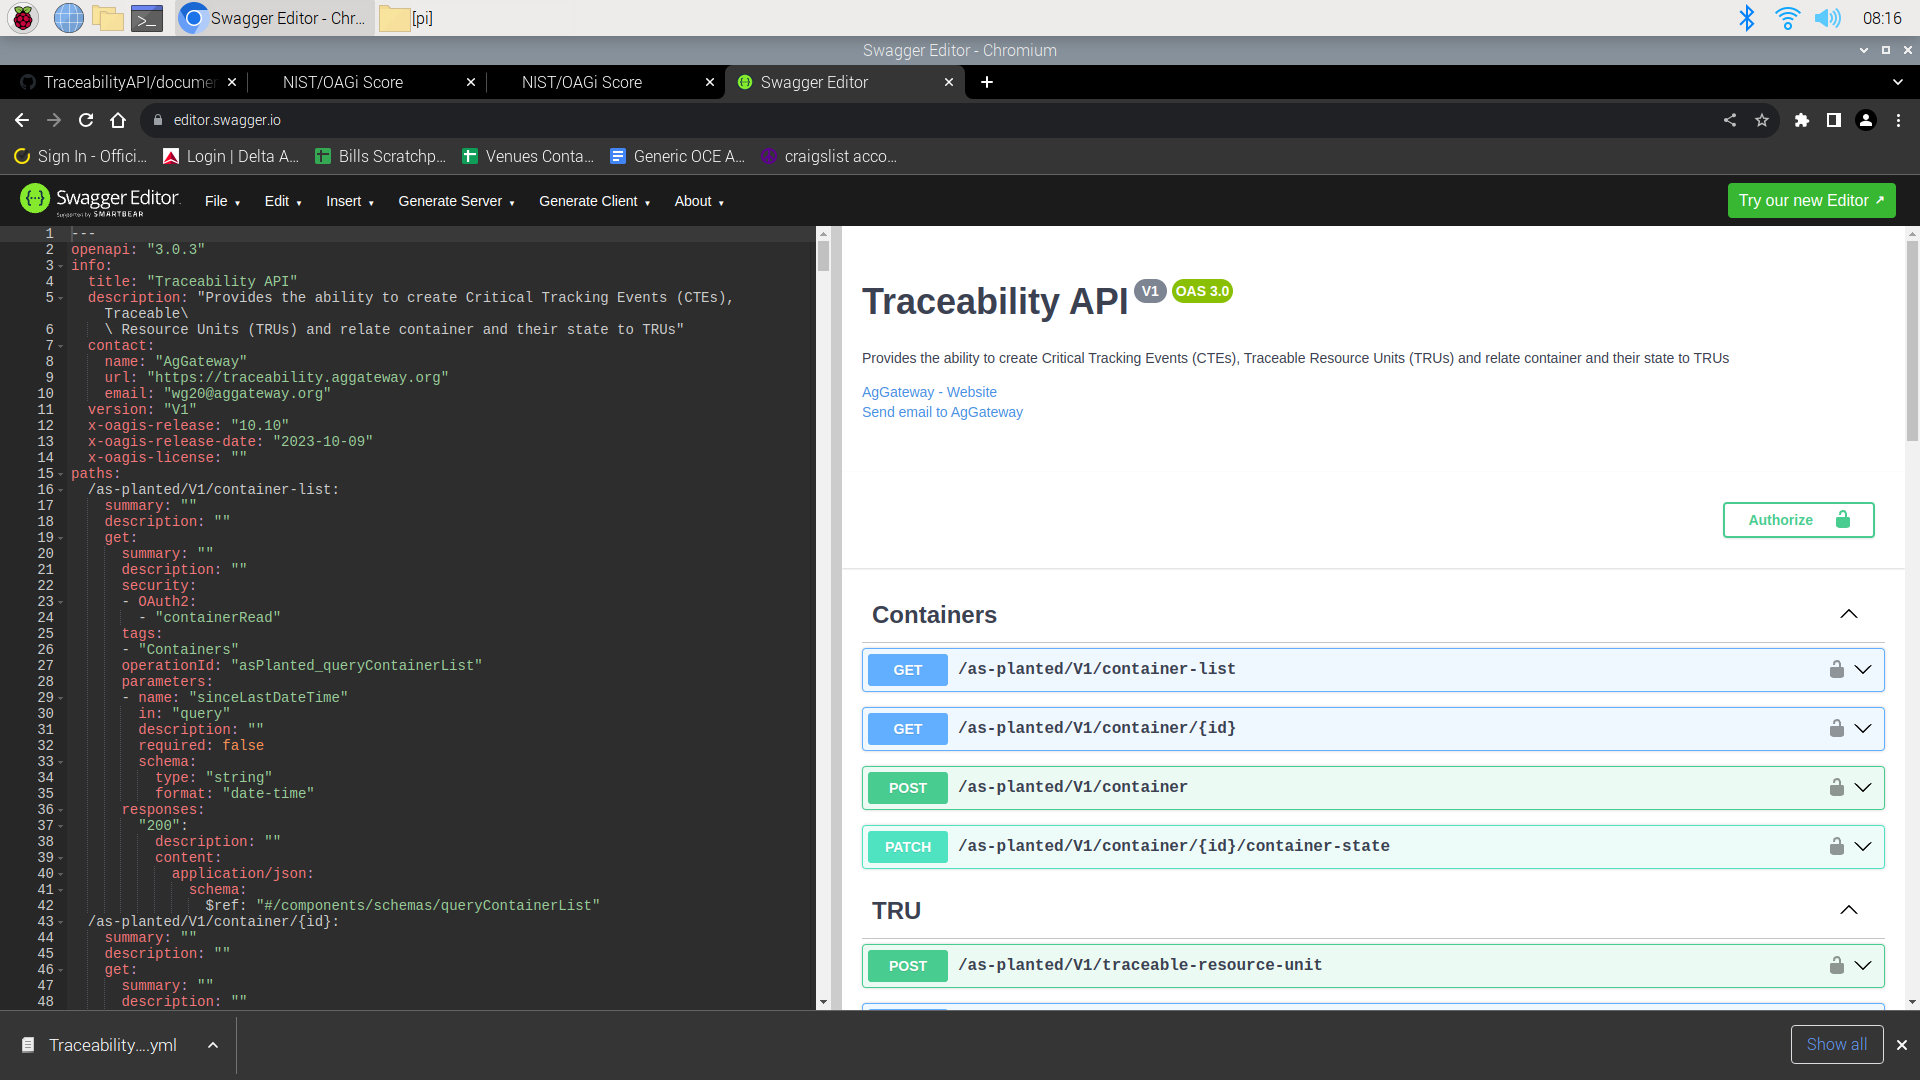 Swagger Editor - Chr...
[pi]
08:16
Swagger Editor - Chromium
TraceabilityAPI/documen
NIST/OAGi Score
NIST/OAGi Score
Swagger Editor
editor.swagger.io
Sign In - Offici...
Login | Delta A...
Bills Scratchp...
Venues Conta...
Generic OCE A...
craigslist acco...
Swagger Editor
Supported by SMARTBEAR
File
Edit
Insert
Generate Server
Generate Client
About
Try our new Editor
1 ---
2 openapi: "3.0.3"
3 info:
4 title: "Traceability API"
5 description: "Provides the ability to create Critical Tracking Events (CTEs),
Traceable\
6 \ Resource Units (TRUs) and relate container and their state to TRUs"
7 contact:
8 name: "AgGateway"
9 url: "https://traceability.aggateway.org"
10 email: "wg20@aggateway.org"
11 version: "V1"
12 x-oagis-release: "10.10"
13 x-oagis-release-date: "2023-10-09"
14 x-oagis-license: ""
15 paths:
16 /as-planted/V1/container-list:
17 summary: ""
18 description: ""
19 get:
20 summary: ""
21 description: ""
22 security:
23 - OAuth2:
24 - "containerRead"
25 tags:
26 - "Containers"
27 operationId: "asPlanted_queryContainerList"
28 parameters:
29 - name: "sinceLastDateTime"
30 in: "query"
31 description: ""
32 required: false
33 schema:
34 type: "string"
35 format: "date-time"
36 responses:
37 "200":
38 description: ""
39 content:
40 application/json:
41 schema:
42 $ref: "#/components/schemas/queryContainerList"
43 /as-planted/V1/container/{id}:
44 summary: ""
45 description: ""
46 get:
47 summary: ""
48 description: ""
Traceability API V1 OAS 3.0
Provides the ability to create Critical Tracking Events (CTEs), Traceable Resource Units (TRUs) and relate container and their state to TRUs
AgGateway - Website
Send email to AgGateway
Authorize
Containers
GET /as-planted/V1/container-list
GET /as-planted/V1/container/{id}
POST /as-planted/V1/container
PATCH /as-planted/V1/container/{id}/container-state
TRU
POST /as-planted/V1/traceable-resource-unit
Traceability....yml
Show all